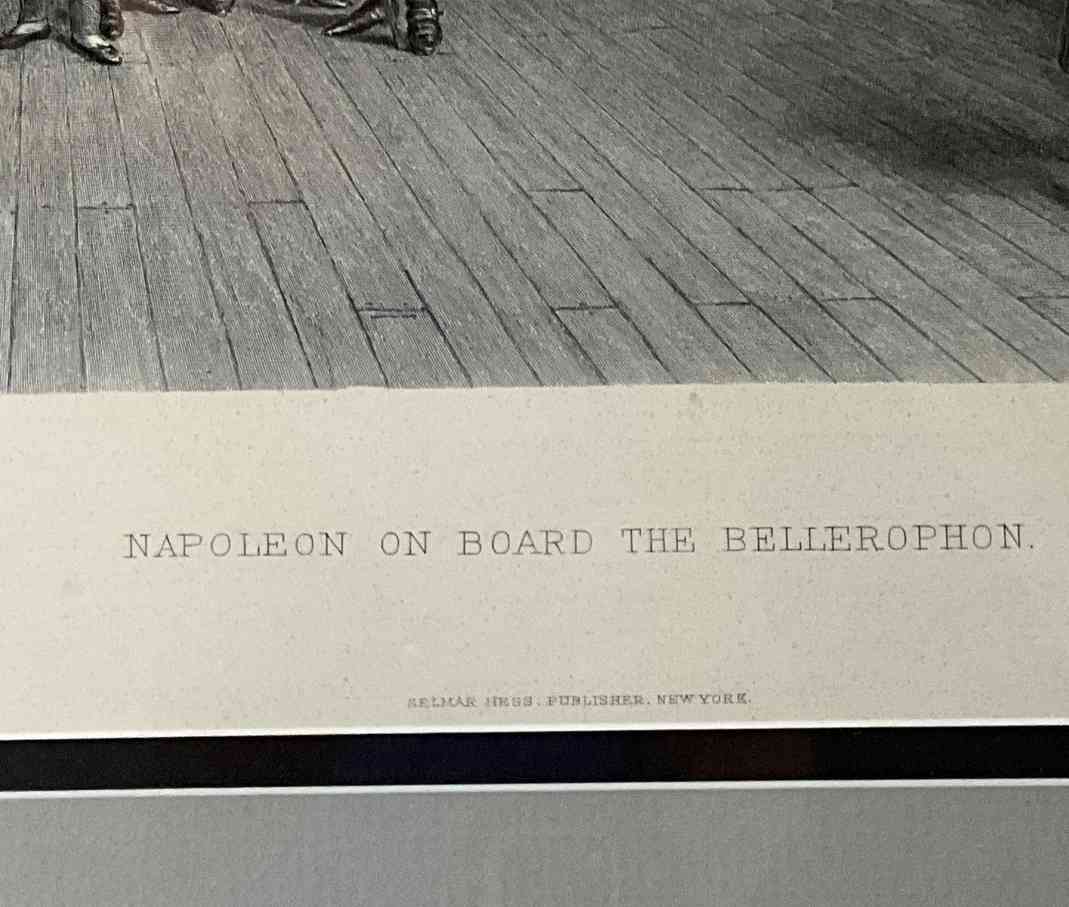 NAPOLEON ON BOARD THE BELLEROPHON.
SELMAR HESS. PUBLISHER. NEW YORK.